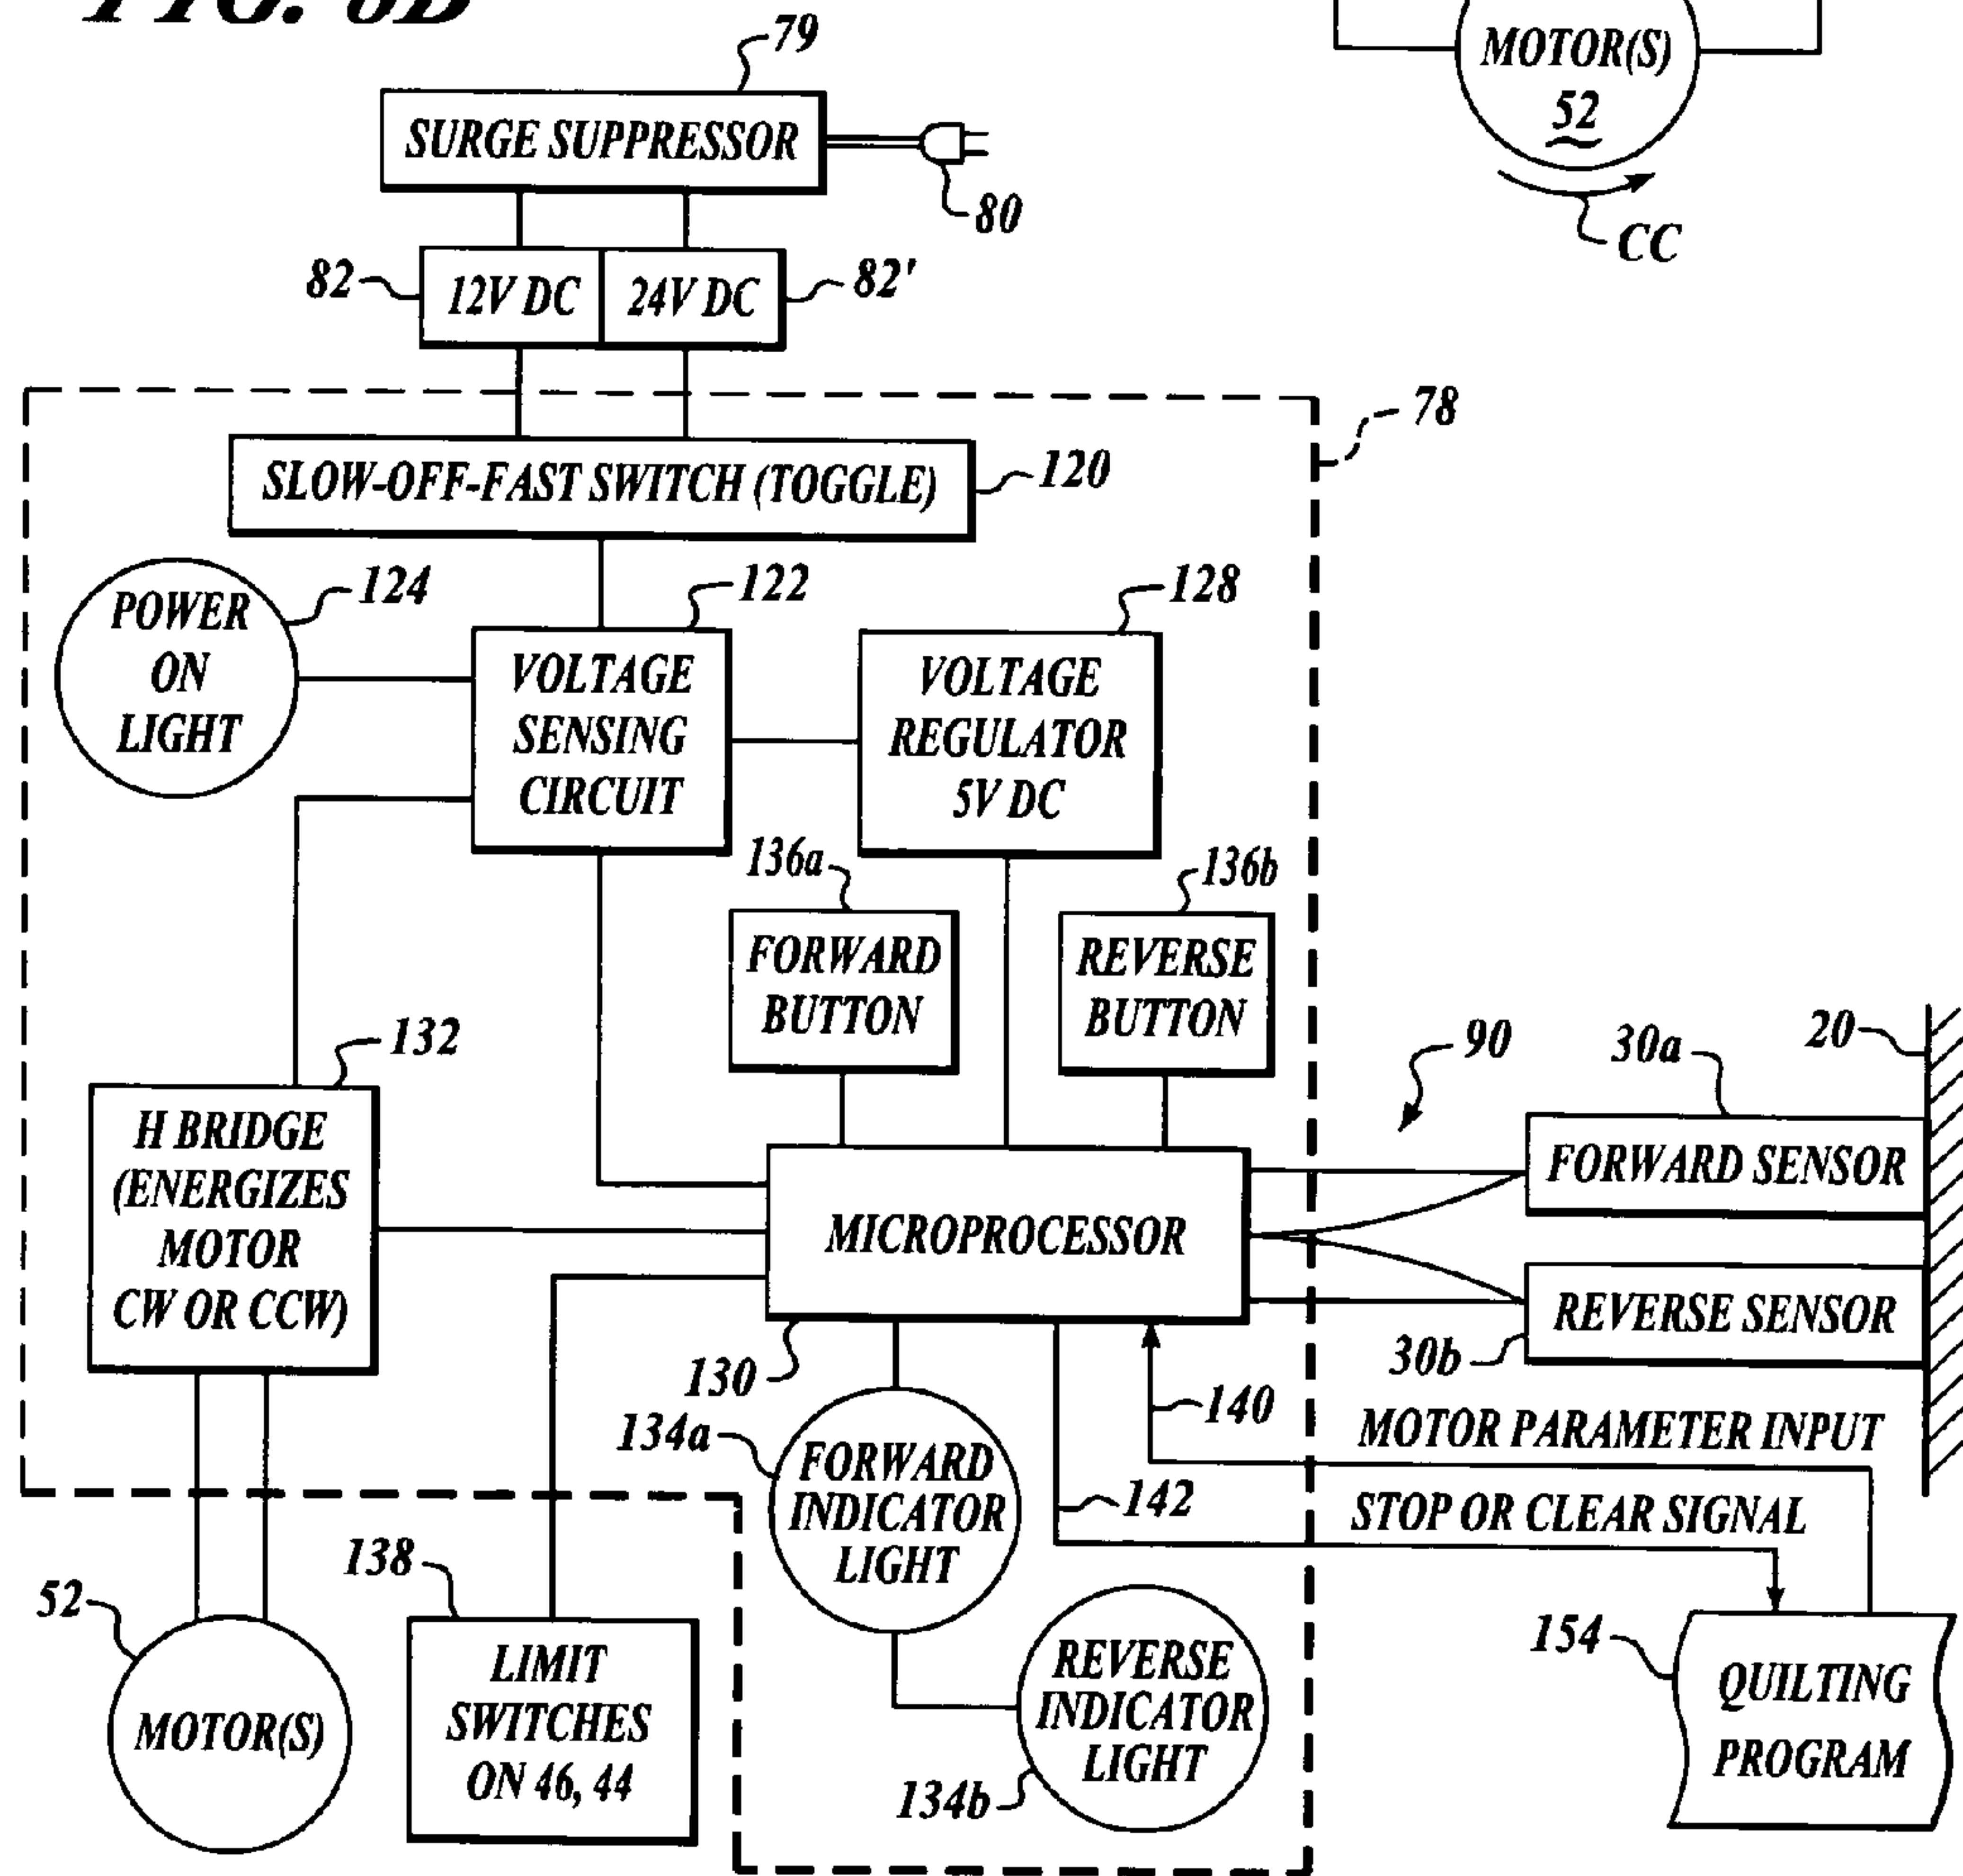 79
MOTOR(S)
52
SURGE SUPPRESSOR
80
CC
82
12V DC
24V DC
82'
78
SLOW-OFF-FAST SWITCH (TOGGLE)
120
POWER
ON
LIGHT
124
122
128
VOLTAGE
SENSING
CIRCUIT
VOLTAGE
REGULATOR
5V DC
136a
136b
FORWARD
BUTTON
REVERSE
BUTTON
132
90
30a
20
H BRIDGE
(ENERGIZES
MOTOR
CW OR CCW)
MICROPROCESSOR
FORWARD SENSOR
REVERSE SENSOR
30b
130
140
134a
FORWARD
INDICATOR
LIGHT
MOTOR PARAMETER INPUT
142
STOP OR CLEAR SIGNAL
138
52
MOTOR(S)
LIMIT
SWITCHES
ON 46, 44
REVERSE
INDICATOR
LIGHT
134b
154
QUILTING
PROGRAM